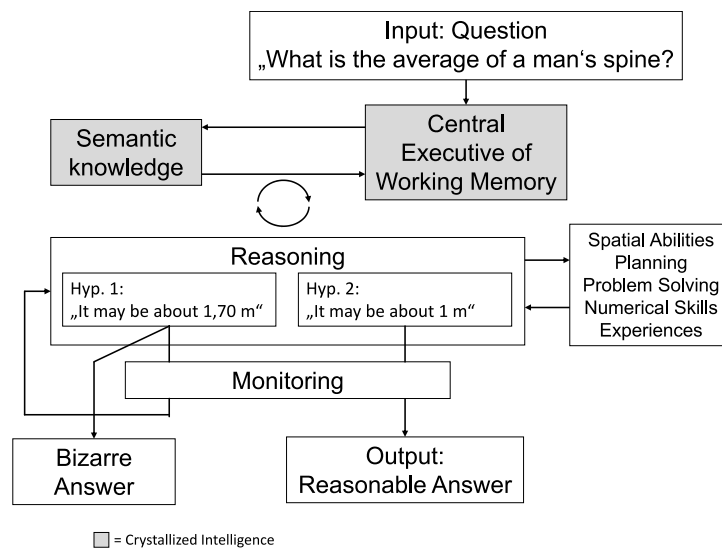 Input: Question
„What is the average of a man‘s spine?
Semantic
knowledge
Central
Executive of
Working Memory
Reasoning
Hyp. 1:
„It may be about 1,70 m“
Hyp. 2:
„It may be about 1 m“
Spatial Abilities
Planning
Problem Solving
Numerical Skills
Experiences
Monitoring
Bizarre
Answer
Output:
Reasonable Answer
= Crystallized Intelligence